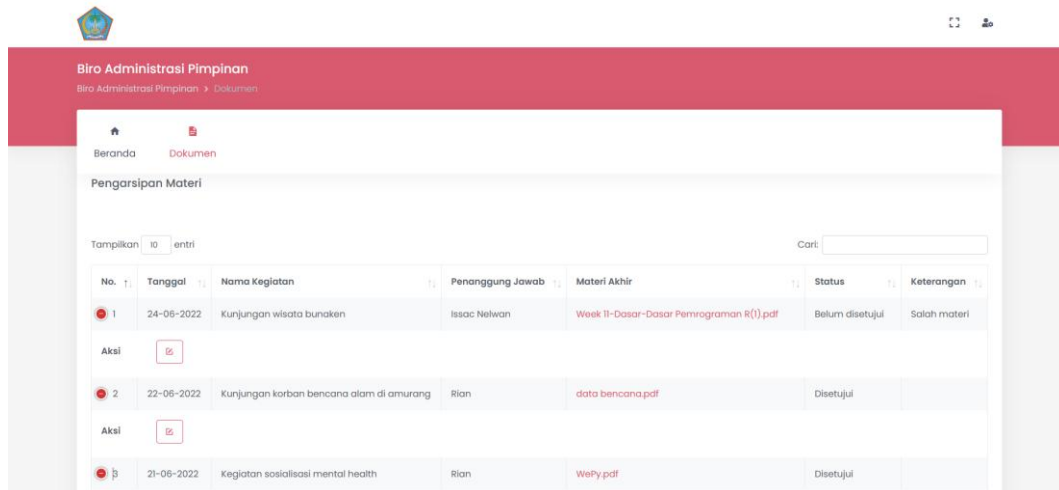 Biro Administrasi Pimpinan
Biro Administrasi Pimpinan > Dokumen
Beranda Dokumen
Pengarsipan Materi
Tampilkan 10 entri Cari:
No. Tanggal Nama Kegiatan Penanggung Jawab Materi Akhir Status Keterangan
1 24-06-2022 Kunjungan wisata bunaken Issac Nelwan Week 11-Dasar-Dasar Pemrograman R(1).pdf Belum disetujui Salah materi
Aksi
2 22-06-2022 Kunjungan korban bencana alam di amurang Rian data bencana.pdf Disetujui
Aksi
3 21-06-2022 Kegiatan sosialisasi mental health Rian WePy.pdf Disetujui